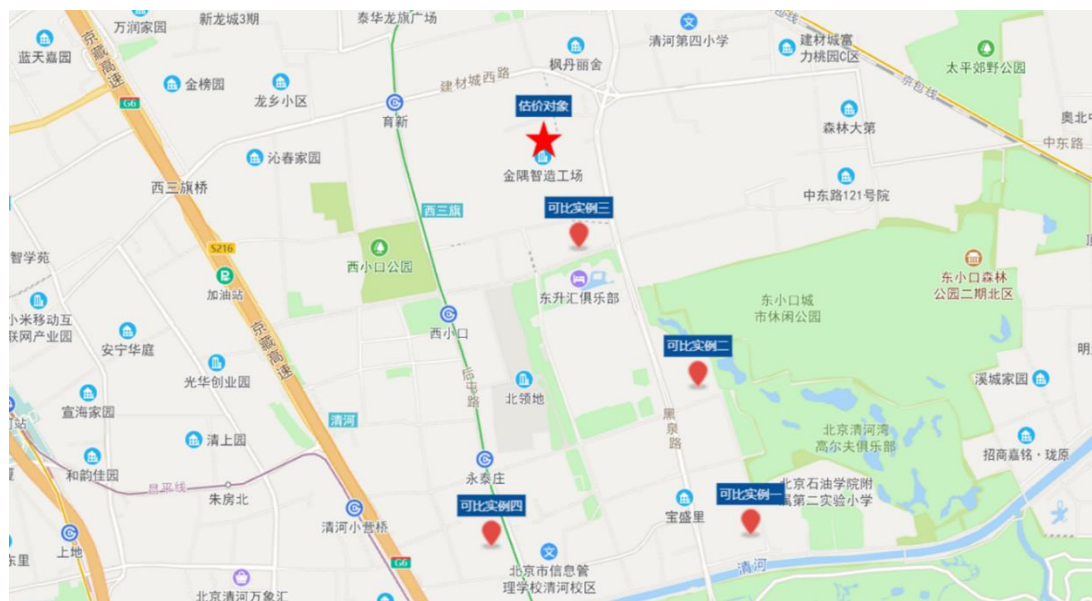 万润家园
新龙城3期
泰华龙旗广场
清河第四小学
建材城富
力桃园C区
蓝天嘉园
京藏高速
枫丹丽舍
太平郊野公园
金榜园
龙乡小区
建材城西路
京包线
G6
估价对象
育新
森林大第
奥北中
中东路
沁春家园
金隅智造工场
西三旗桥
中东路121号院
可比实例三
西三旗
S216
智学苑
西小口公园
东小口森林
公园二期北区
加油站
东升汇俱乐部
东小口城
市休闲公园
小米移动互
联网产业园
西小口
安宁华庭
京藏高速
可比实例二
明
光华创业园
后屯路
北领地
溪城家园
宣海家园
清河
黑泉路
北京清河湾
高尔夫俱乐部
清上园
招商嘉铭·珑原
和韵佳园
永泰庄
昌平线
朱房北
可比实例四
可比实例一
北京石油学院附
属第二实验小学
宝盛里
清河小营桥
上地
东里
G6
北京市信息管
理学校清河校区
清河
北京清河万象汇